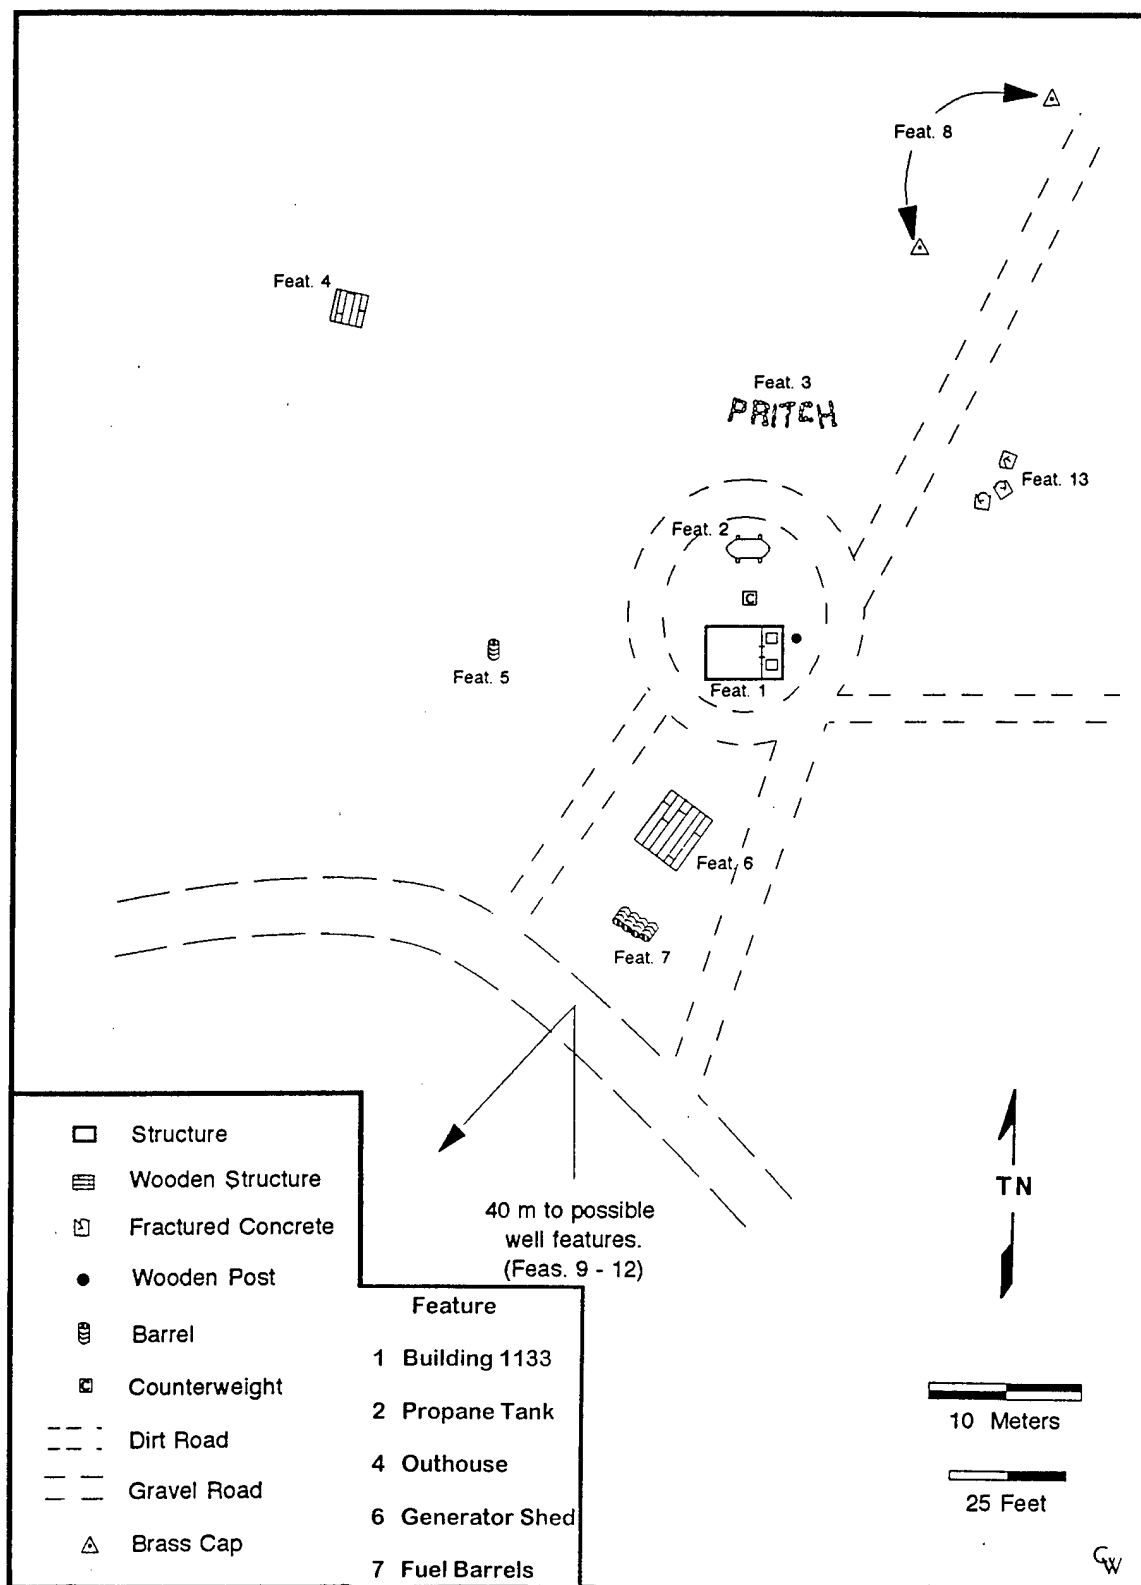 Feat. 8
Feat. 4
Feat. 3
PRITCH
Feat. 13
Feat. 2
C
Feat. 5
Feat. 1
Feat. 6
Feat. 7
40 m to possible
well features.
(Feas. 9 - 12)
TN
Structure
Wooden Structure
Fractured Concrete
Wooden Post
Barrel
C
Counterweight
Dirt Road
Gravel Road
Brass Cap
Feature
1 Building 1133
2 Propane Tank
4 Outhouse
6 Generator Shed
7 Fuel Barrels
10 Meters
25 Feet
CW